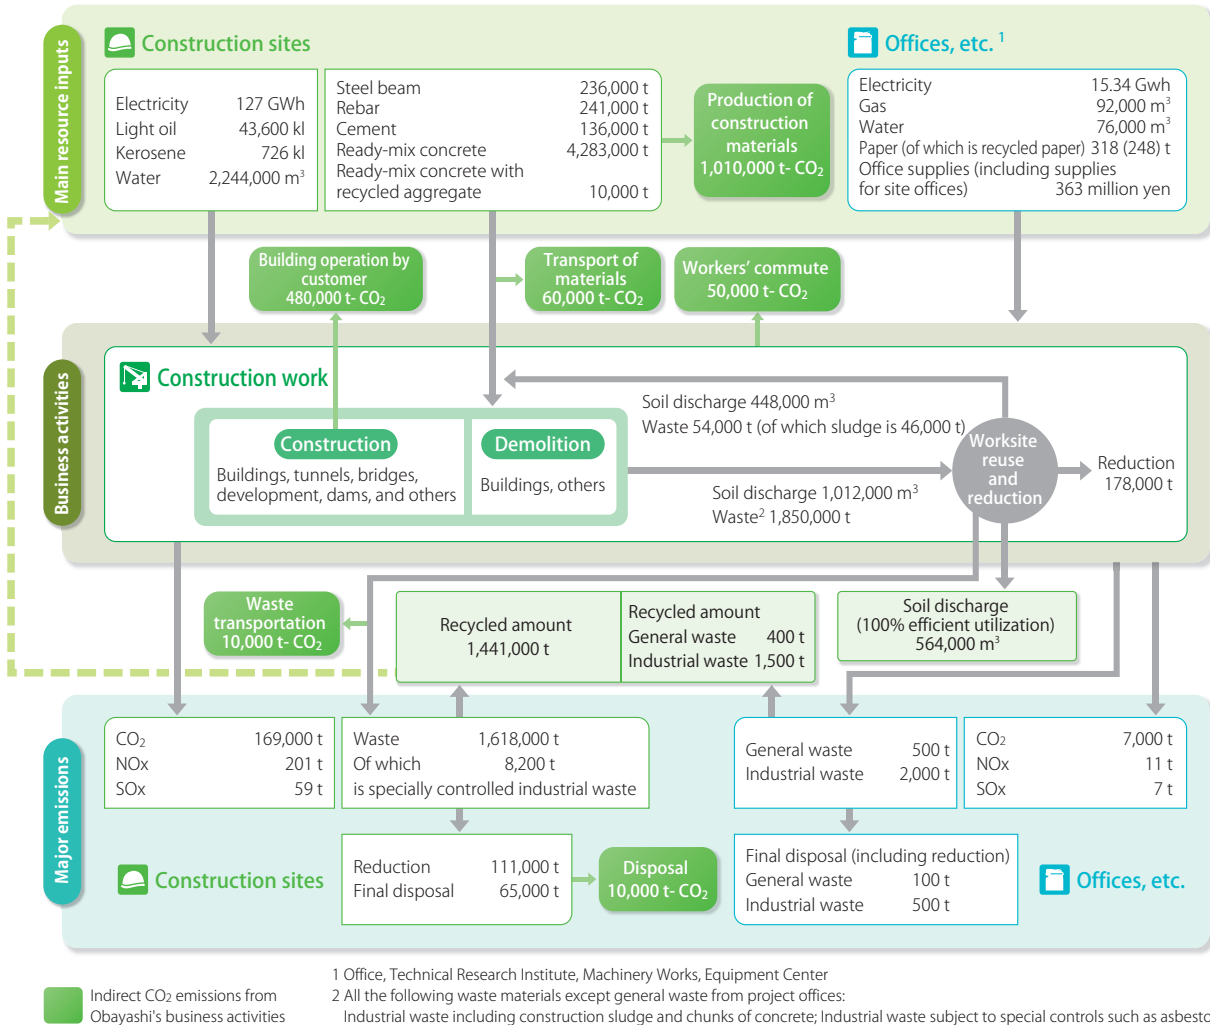 Main resource inputs
Construction sites
Electricity 127 GWh
Light oil 43,600 kl
Kerosene 726 kl
Water 2,244,000 m³
Steel beam 236,000 t
Rebar 241,000 t
Cement 136,000 t
Ready-mix concrete 4,283,000 t
Ready-mix concrete with
recycled aggregate 10,000 t
Production of
construction
materials
1,010,000 t- CO₂
Offices, etc. ¹
Electricity 15.34 Gwh
Gas 92,000 m³
Water 76,000 m³
Paper (of which is recycled paper) 318 (248) t
Office supplies (including supplies
for site offices) 363 million yen
Building operation by
customer
480,000 t- CO₂
Transport of
materials
60,000 t- CO₂
Workers' commute
50,000 t- CO₂
Business activities
Construction work
Construction
Buildings, tunnels, bridges,
development, dams, and others
Demolition
Buildings, others
Soil discharge 448,000 m³
Waste 54,000 t (of which sludge is 46,000 t)
Soil discharge 1,012,000 m³
Waste² 1,850,000 t
Worksite
reuse
and
reduction
Reduction
178,000 t
Waste
transportation
10,000 t- CO₂
Recycled amount
1,441,000 t
Recycled amount
General waste 400 t
Industrial waste 1,500 t
Soil discharge
(100% efficient utilization)
564,000 m³
Major emissions
CO₂ 169,000 t
NOx 201 t
SOx 59 t
Waste 1,618,000 t
Of which 8,200 t
is specially controlled industrial waste
General waste 500 t
Industrial waste 2,000 t
CO₂ 7,000 t
NOx 11 t
SOx 7 t
Construction sites
Reduction 111,000 t
Final disposal 65,000 t
Disposal
10,000 t- CO₂
Final disposal (including reduction)
General waste 100 t
Industrial waste 500 t
Offices, etc.
Indirect CO₂ emissions from
Obayashi's business activities
1 Office, Technical Research Institute, Machinery Works, Equipment Center
2 All the following waste materials except general waste from project offices:
Industrial waste including construction sludge and chunks of concrete; Industrial waste subject to special controls such as